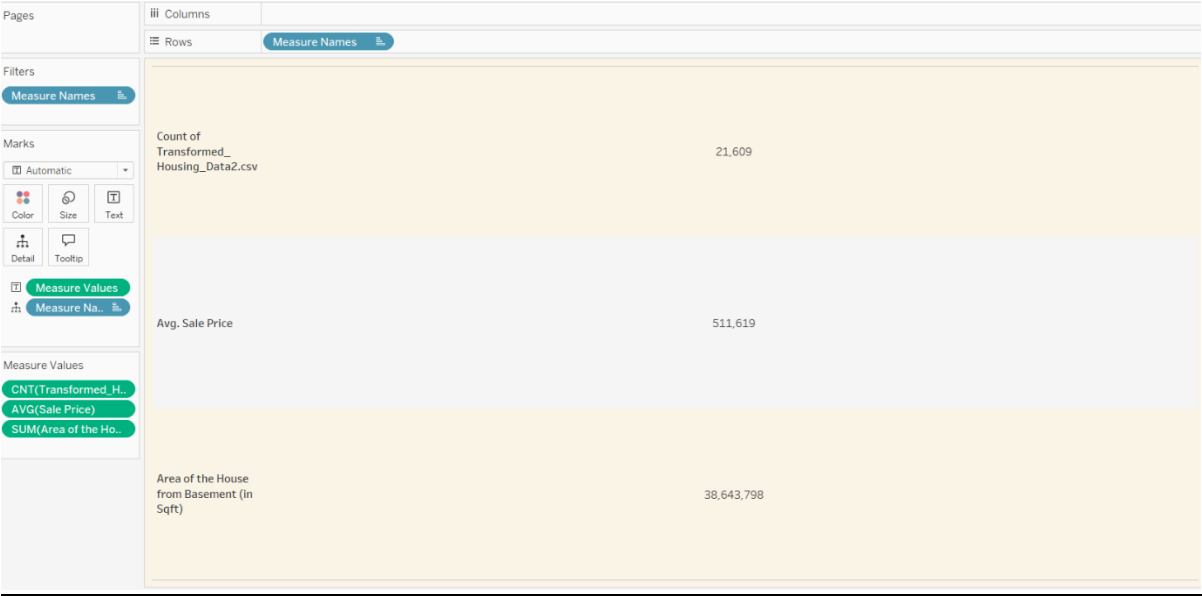 Pages
Columns
Rows
Measure Names
Filters
Measure Names
Marks
Automatic
Color Size Text
Detail Tooltip
Measure Values
Measure Na..
Measure Values
CNT(Transformed_H..
AVG(Sale Price)
SUM(Area of the Ho..
Count of
Transformed_
Housing_Data2.csv
21,609
Avg. Sale Price
511,619
Area of the House
from Basement (in
Sqft)
38,643,798